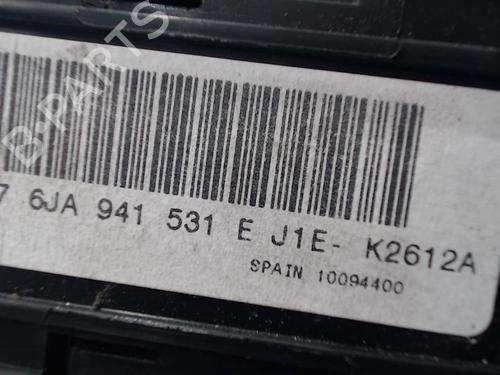 B-PARTS
7 6JA 941 531 E J1E- K2612A
SPAIN 10094400